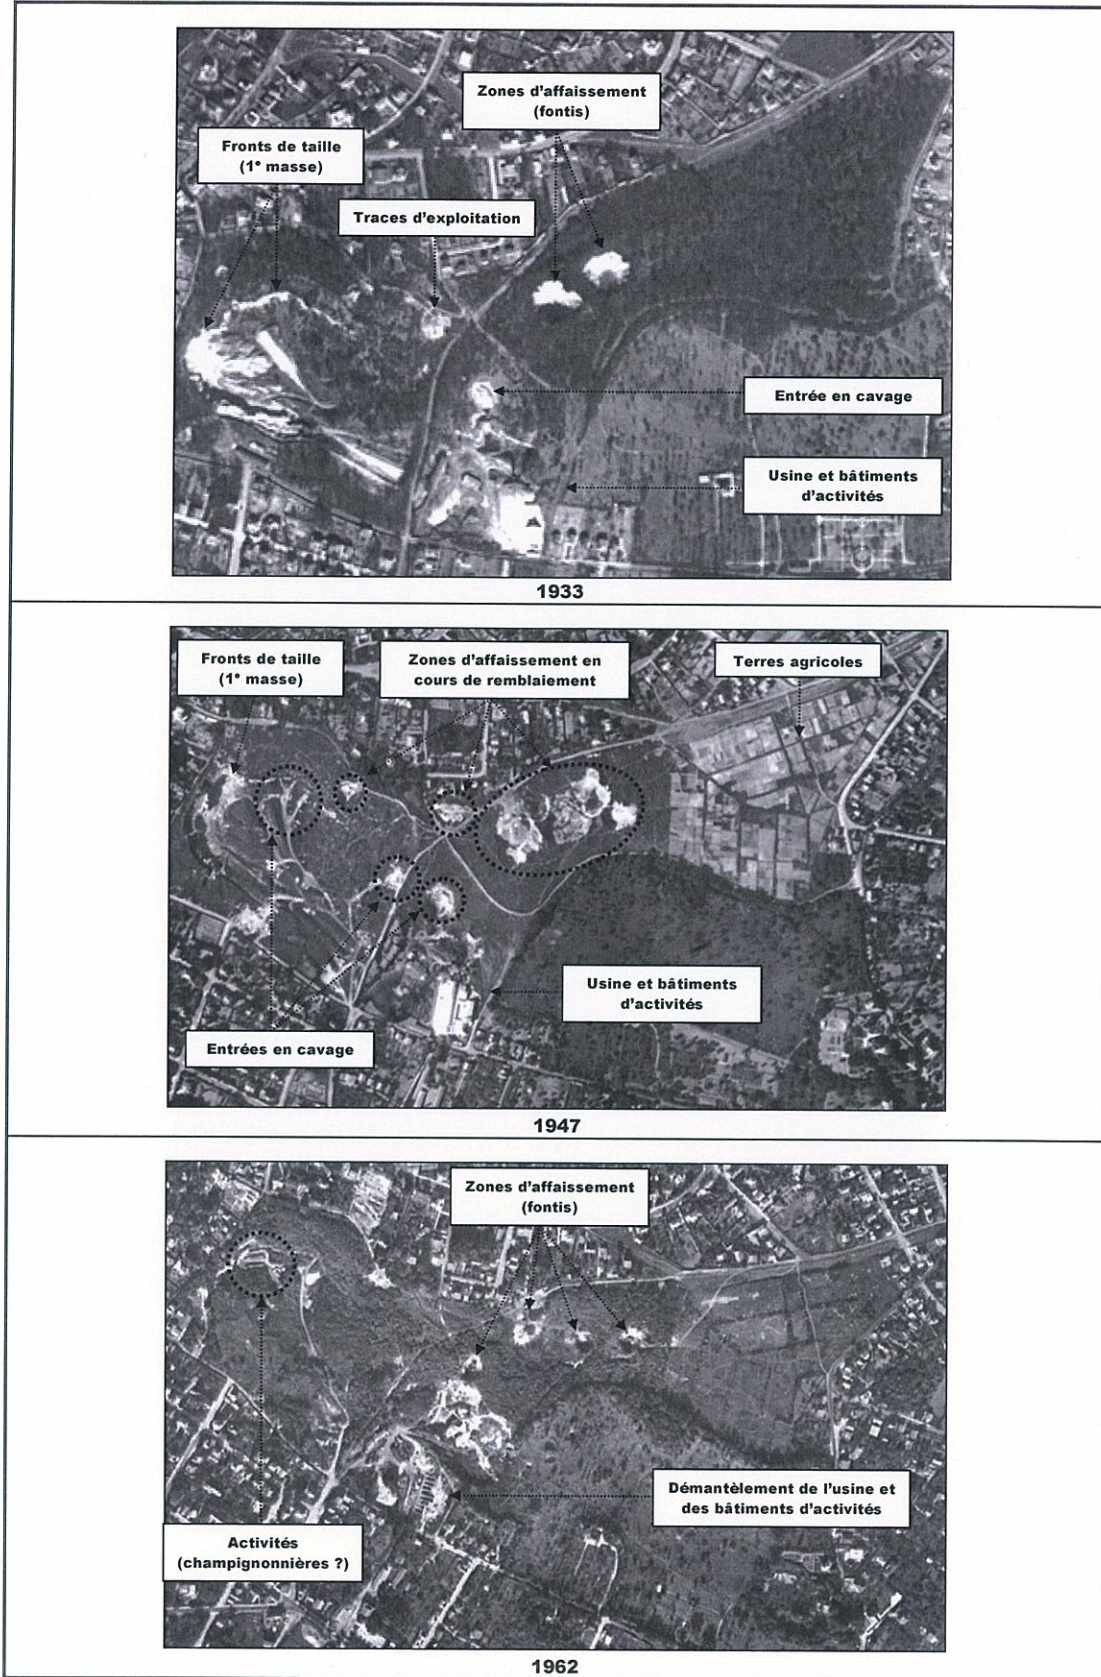 Zones d'affaissement
(fontis)
Fronts de taille
(1e masse)
Traces d'exploitation
Entrée en cavage
Usine et bâtiments
d'activités
1933
Fronts de taille
(1e masse)
Zones d'affaissement en
cours de remblaiement
Terres agricoles
Usine et bâtiments
d'activités
Entrées en cavage
1947
Zones d'affaissement
(fontis)
Démantèlement de l'usine et
des bâtiments d'activités
Activités
(champignonnières ?)
1962